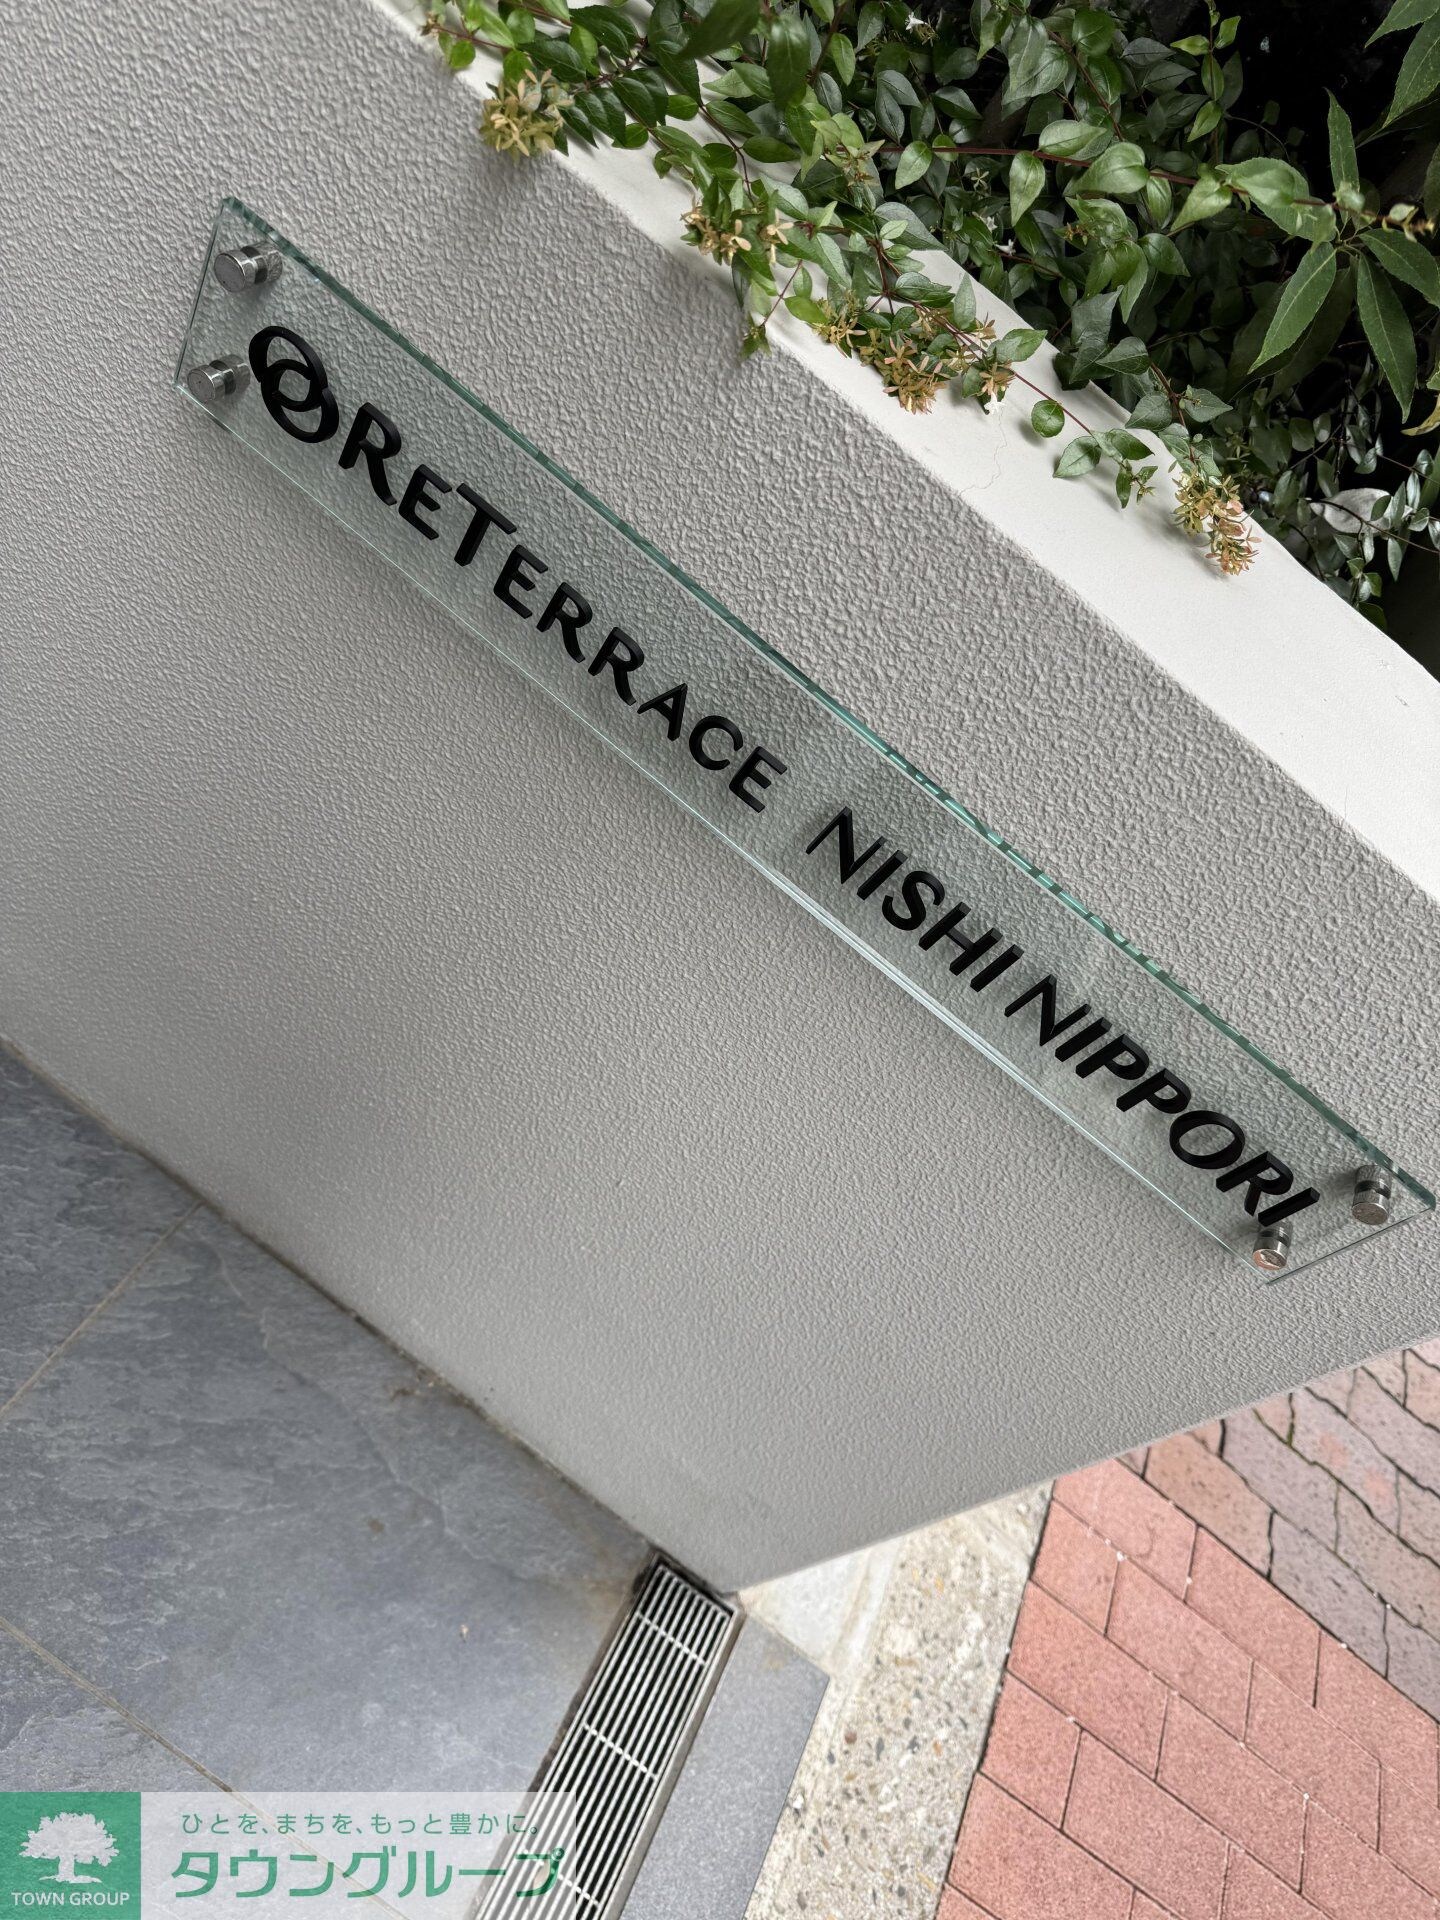 RETERRACE NISHI NIPPORI
ひとを、まちを、もっと豊かに。
タウングループ
TOWN GROUP